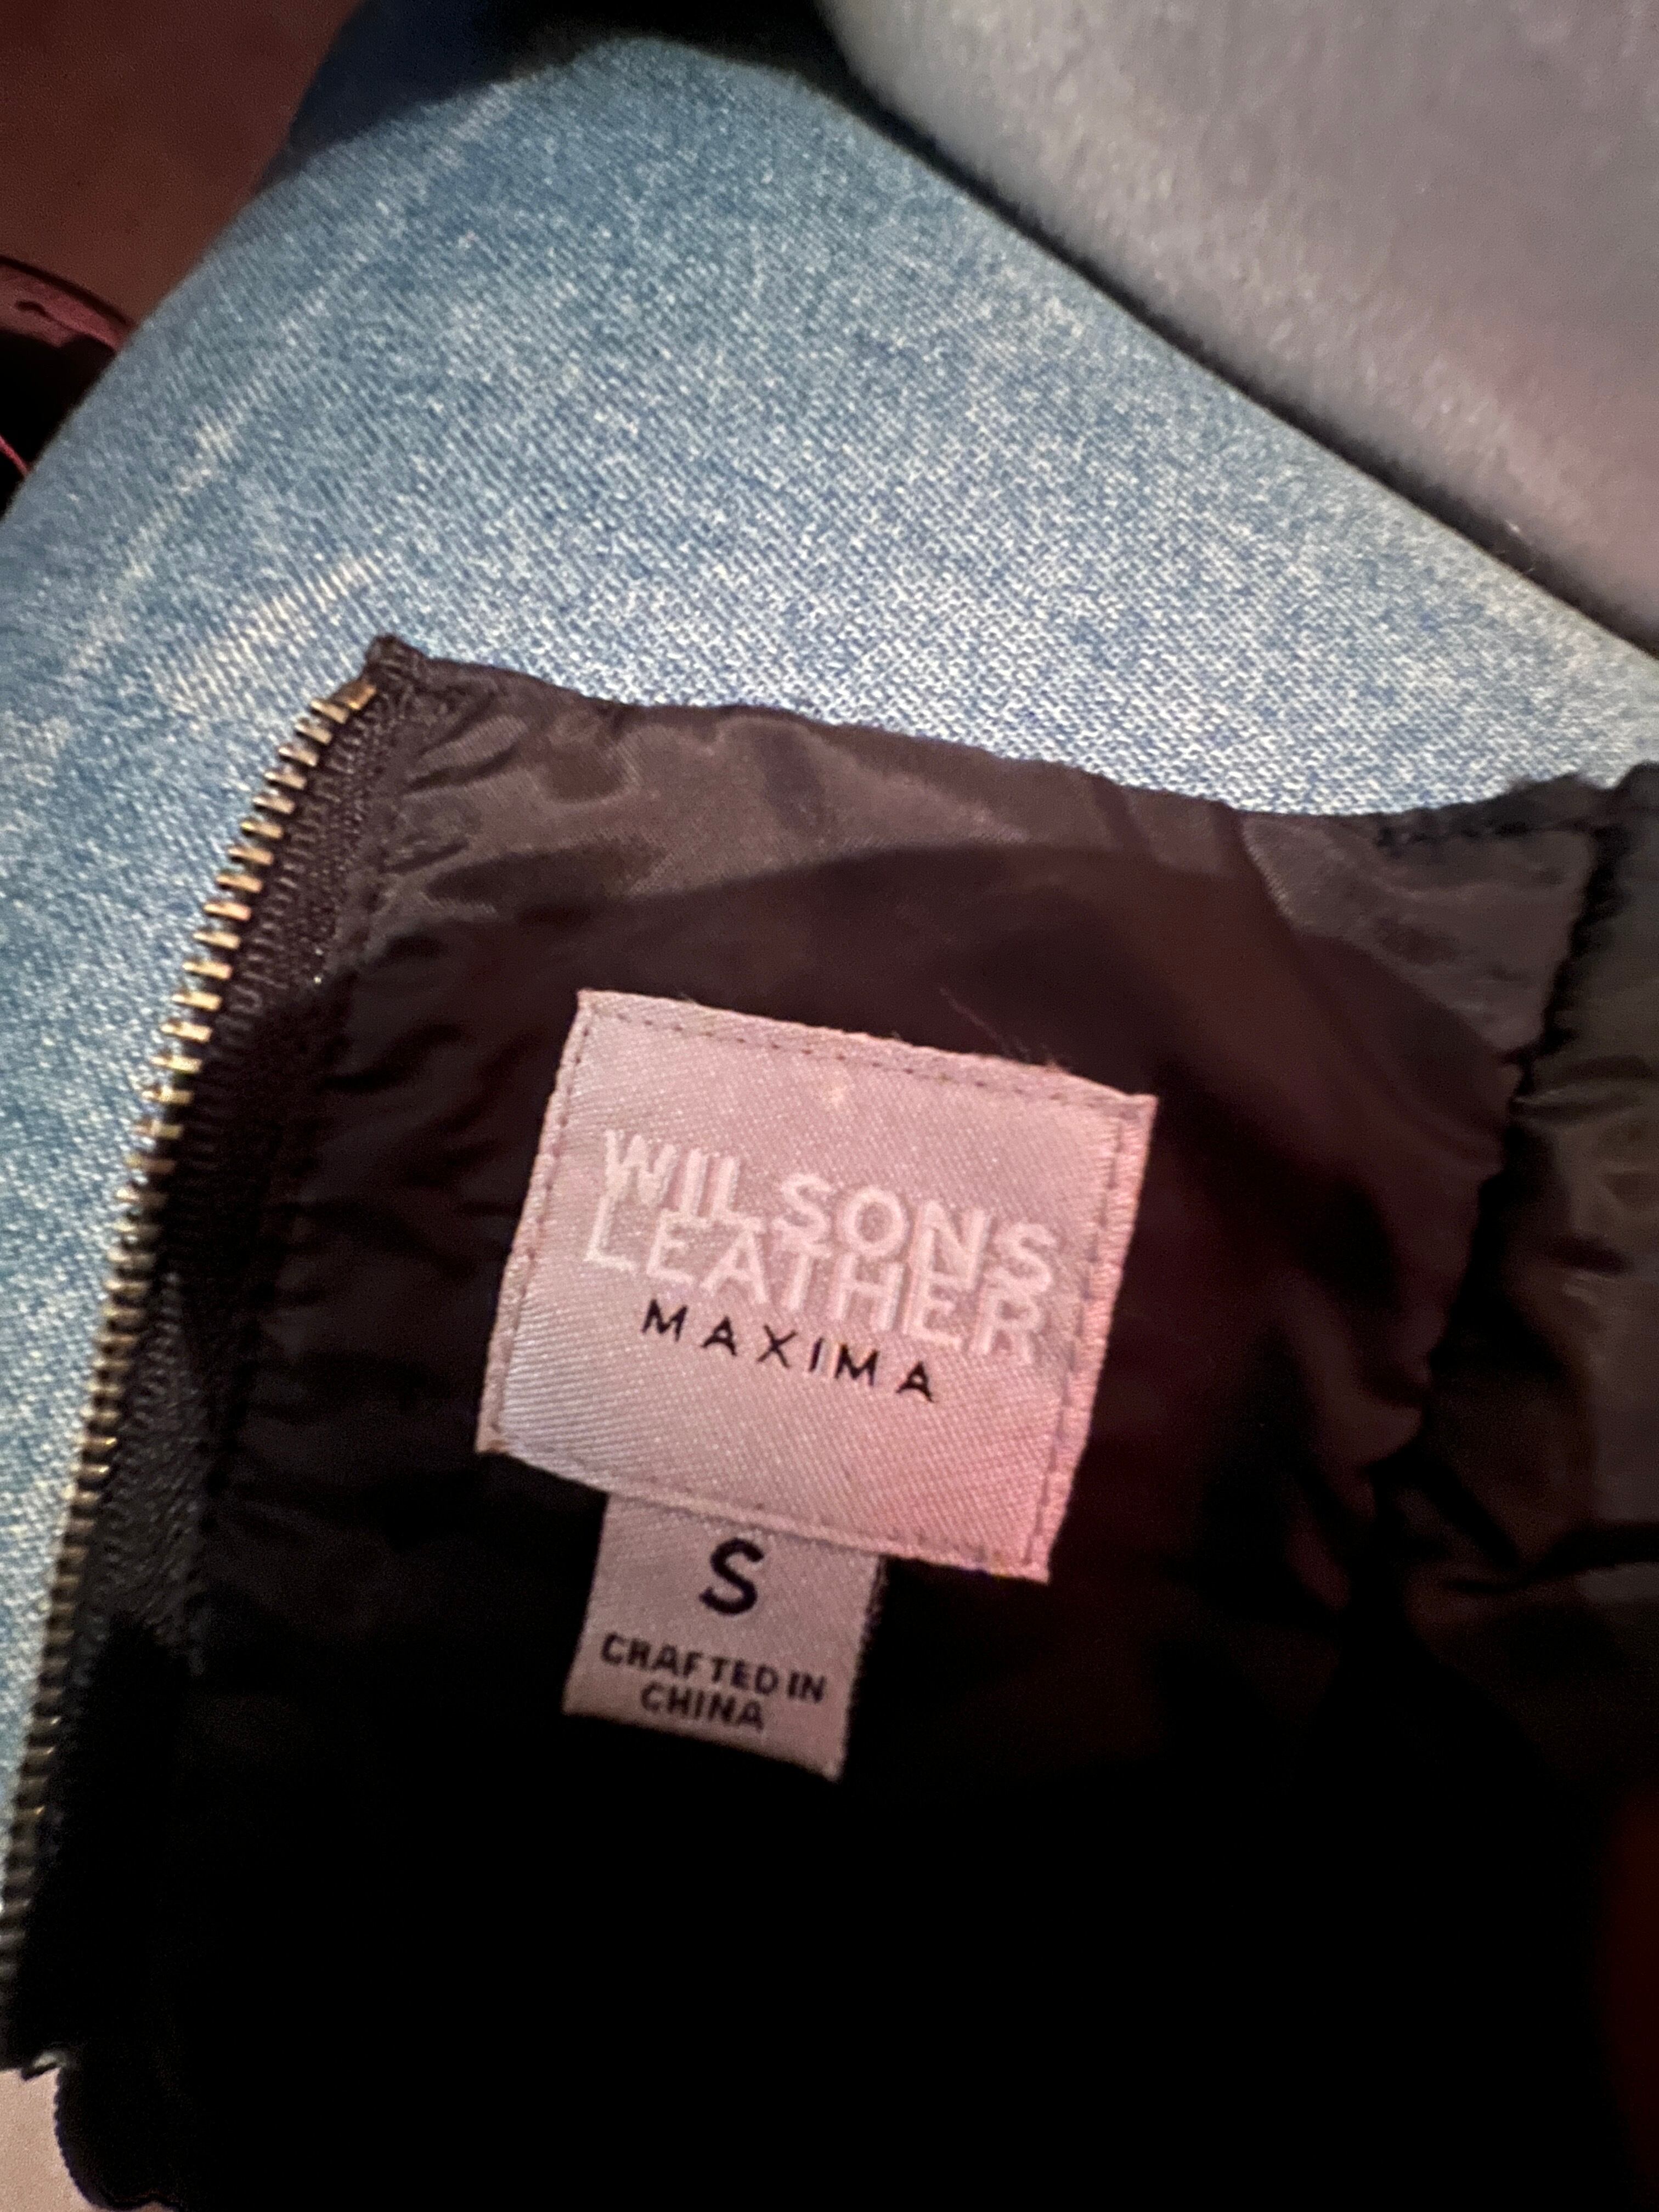 WILSONS
LEATHER
MAXIMA
S
CRAFTED IN
CHINA